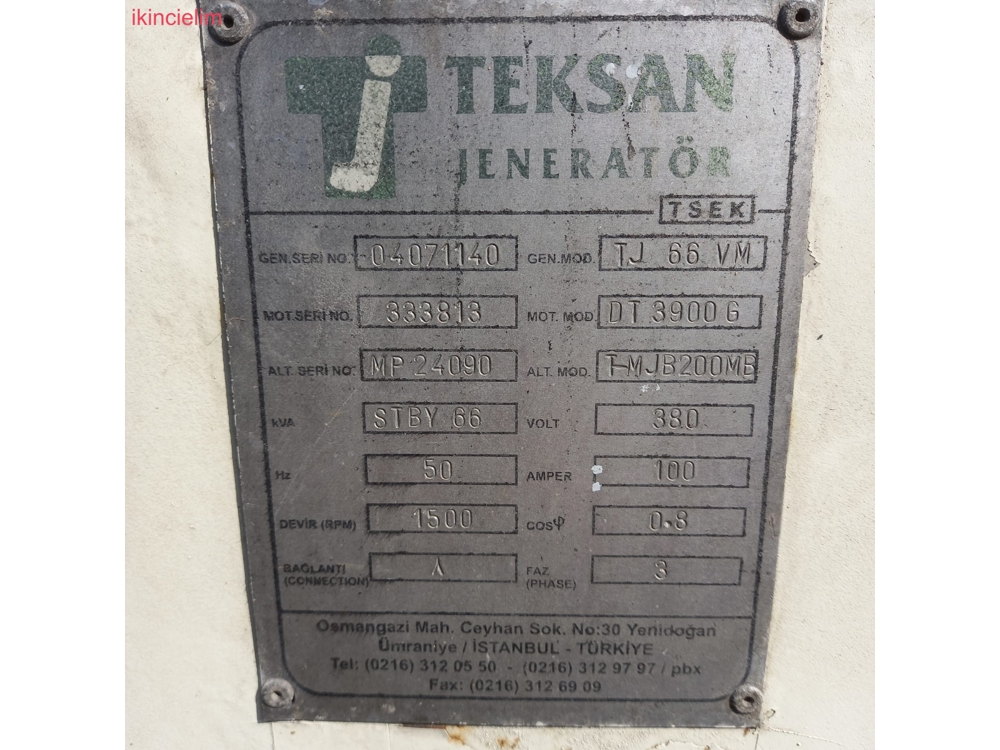 ikincielim
TEKSAN
JENERATÖR
TSEK
GEN.SERİ NO. 04071140 GEN.MOD. TJ 66 VM
MOT.SERİ NO. 333813 MOT. MOD. DT 3900 G
ALT. SERİ NO. MP 24090 ALT. MOD. T-MJB200MB
kVA STBY 66 VOLT 380
Hz 50 AMPER 100
DEVİR (RPM) 1500 COSφ 0.8
BAĞLANTI (CONNECTION) ⅄ FAZ (PHASE) 3
Osmangazi Mah. Ceyhan Sok. No:30 Yenidoğan
Ümraniye / İSTANBUL - TÜRKİYE
Tel: (0216) 312 05 50 - (0216) 312 97 97 / pbx
Fax: (0216) 312 69 09